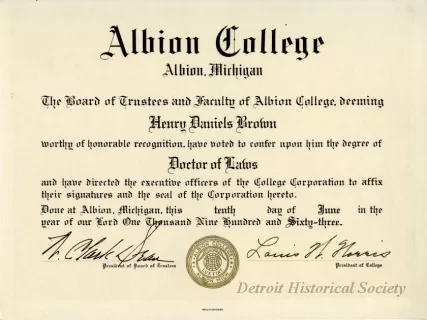 Albion College
Albion, Michigan
The Board of Trustees and Faculty of Albion College, deeming
Henry Daniels Brown
worthy of honorable recognition, have voted to confer upon him the degree of
Doctor of Laws
and have directed the executive officers of the College Corporation to affix
their signatures and the seal of the Corporation hereto.
Done at Albion, Michigan, this tenth day of June in the
year of our Lord One Thousand Nine Hundred and Sixty-three.
Louis W. Norris
President of Board of Trustees
President of College
ALBION COLLEGE
Detroit Historical Society